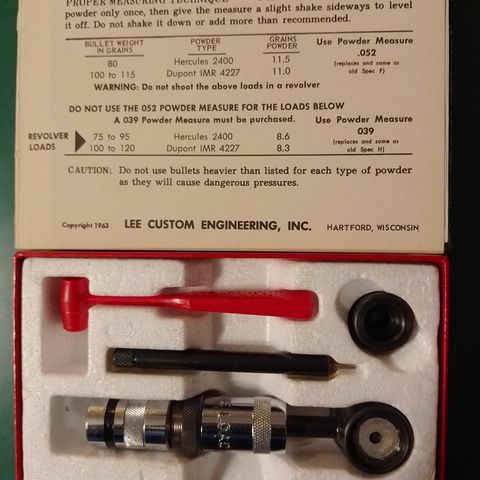 PROPER MEASURING TECHNIQUE
powder only once, then give the measure a slight shake sideways to level
it off. Do not shake it down or add more than recommended.
BULLET WEIGHT IN GRAINS POWDER TYPE GRAINS POWDER Use Powder Measure
.052
80 Hercules 2400 11.5 (replaces and same as
100 to 115 Dupont IMR 4227 11.0 old Spec F)
WARNING: Do not shoot the above loads in a revolver
DO NOT USE THE 052 POWDER MEASURE FOR THE LOADS BELOW
A 039 Powder Measure must be purchased. Use Powder Measure
039
REVOLVER LOADS 75 to 95 Hercules 2400 8.6 (replaces and same as
100 to 120 Dupont IMR 4227 8.3 old Spec H)
CAUTION: Do not use bullets heavier than listed for each type of powder
as they will cause dangerous pressures.
Copyright 1963 LEE CUSTOM ENGINEERING, INC. HARTFORD, WISCONSIN